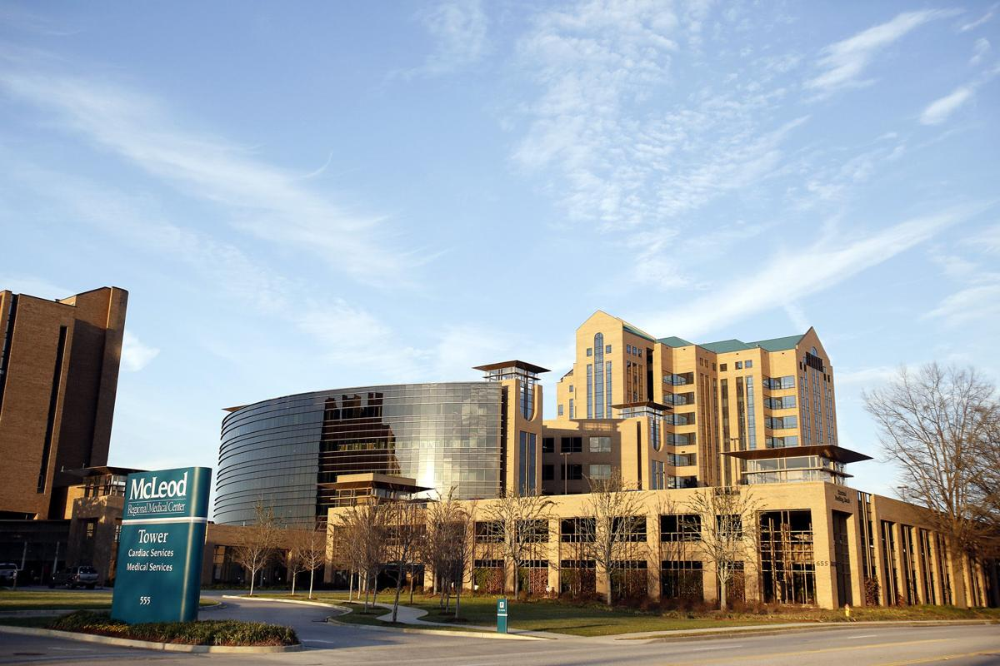 McLeod
Regional Medical Center
Tower
Cardiac Services
Medical Services
555
655